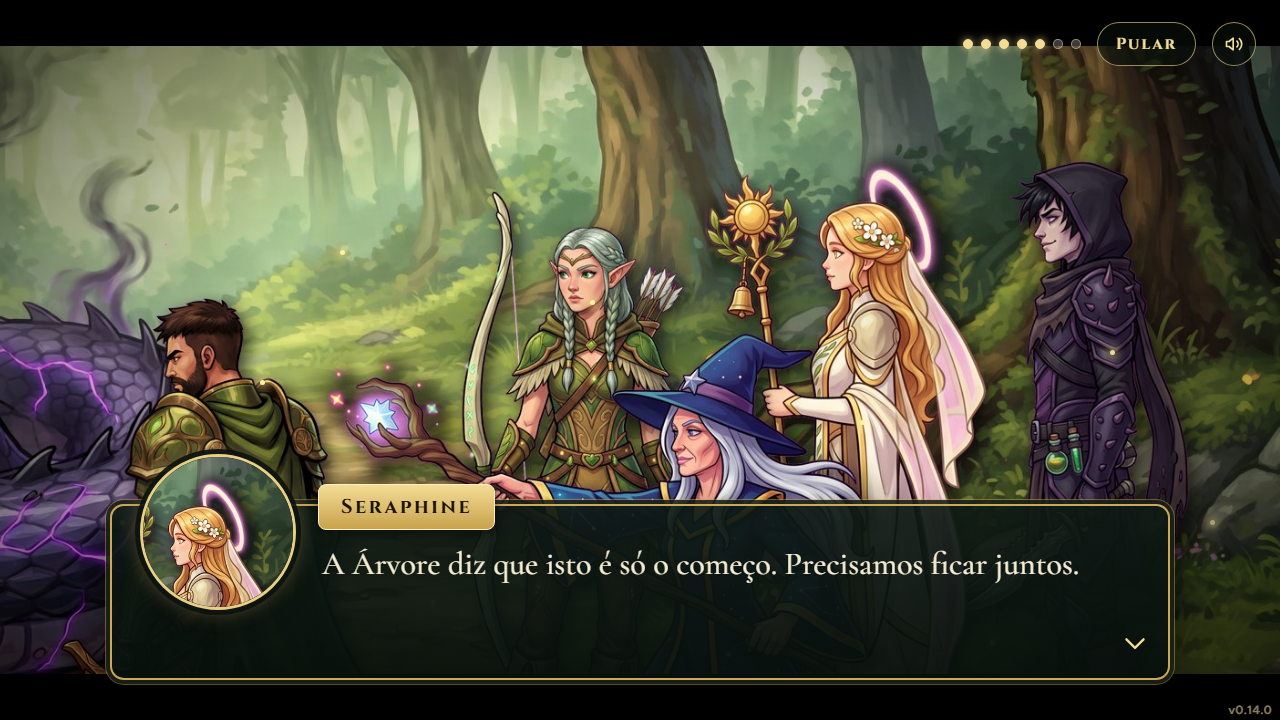 Pular
Seraphine
A Árvore diz que isto é só o começo. Precisamos ficar juntos.
v0.14.0